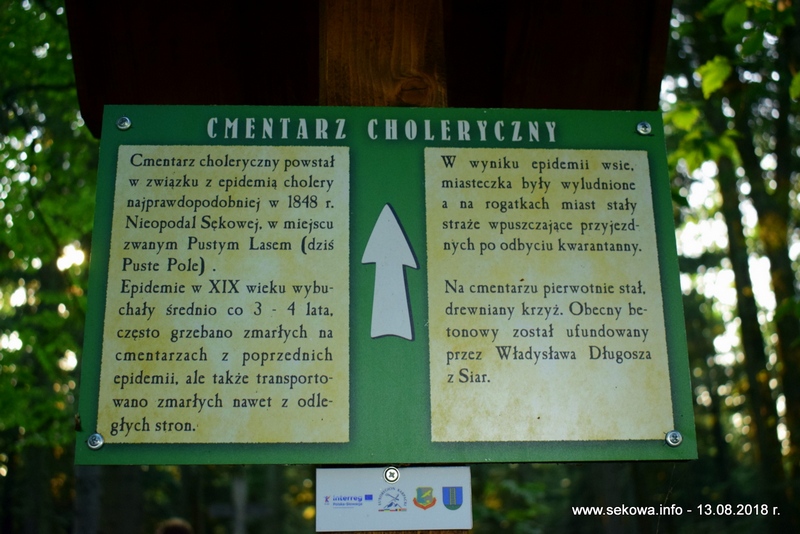 CMENTARZ CHOLERYCZNY
Cmentarz choleryczny powstał
w związku z epidemią cholery
najprawdopodobniej w 1848 r.
Nieopodal Sękowej, w miejscu
zwanym Pustym Lasem (dziś
Puste Pole) .
Epidemie w XIX wieku wybu-
chały średnio co 3 - 4 lata,
często grzebano zmarłych na
cmentarzach z poprzednich
epidemii, ale także transporto-
wano zmarłych nawet z odle-
głych stron.
W wyniku epidemii wsie,
miasteczka były wyludnione
a na rogatkach miast stały
straże wpuszczające przyjezd-
nych po odbyciu kwarantanny.
Na cmentarzu pierwotnie stał,
drewniany krzyż. Obecny be-
tonowy został ufundowany
przez Władysława Długosza
z Siar.
Interreg
www.sekowa.info - 13.08.2018 r.